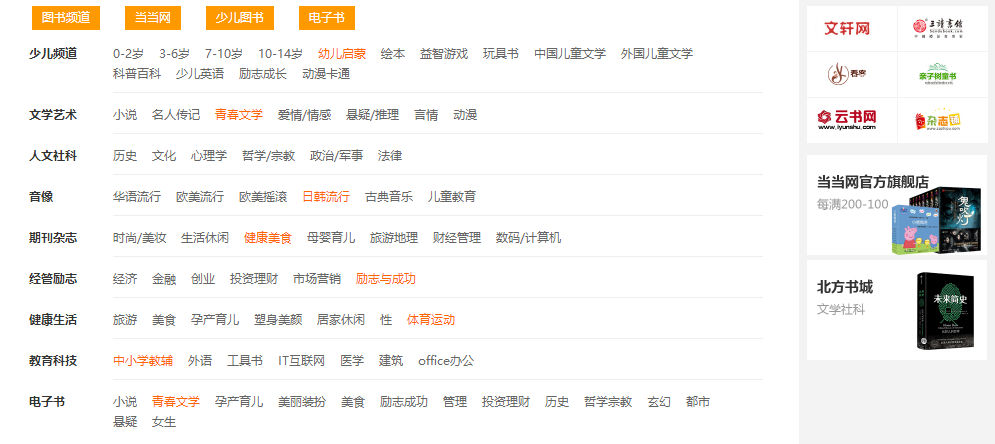 图书频道 当当网 少儿图书 电子书
少儿频道 0-2岁 3-6岁 7-10岁 10-14岁 幼儿启蒙 绘本 益智游戏 玩具书 中国儿童文学 外国儿童文学
科普百科 少儿英语 励志成长 动漫卡通
文学艺术 小说 名人传记 青春文学 爱情/情感 悬疑/推理 言情 动漫
人文社科 历史 文化 心理学 哲学/宗教 政治/军事 法律
音像 华语流行 欧美流行 欧美摇滚 日韩流行 古典音乐 儿童教育
期刊杂志 时尚/美妆 生活休闲 健康美食 母婴育儿 旅游地理 财经管理 数码/计算机
经管励志 经济 金融 创业 投资理财 市场营销 励志与成功
健康生活 旅游 美食 孕产育儿 塑身美颜 居家休闲 性 体育运动
教育科技 中小学教辅 外语 工具书 IT互联网 医学 建筑 office办公
电子书 小说 青春文学 孕产育儿 美丽装扮 美食 励志成功 管理 投资理财 历史 哲学宗教 玄幻 都市
悬疑 女生
文轩网
亲子树童书
云书网
www.iyunshu.com
杂志铺
当当网官方旗舰店
每满200-100
鬼吹灯
北方书城
文学社科
未来简史